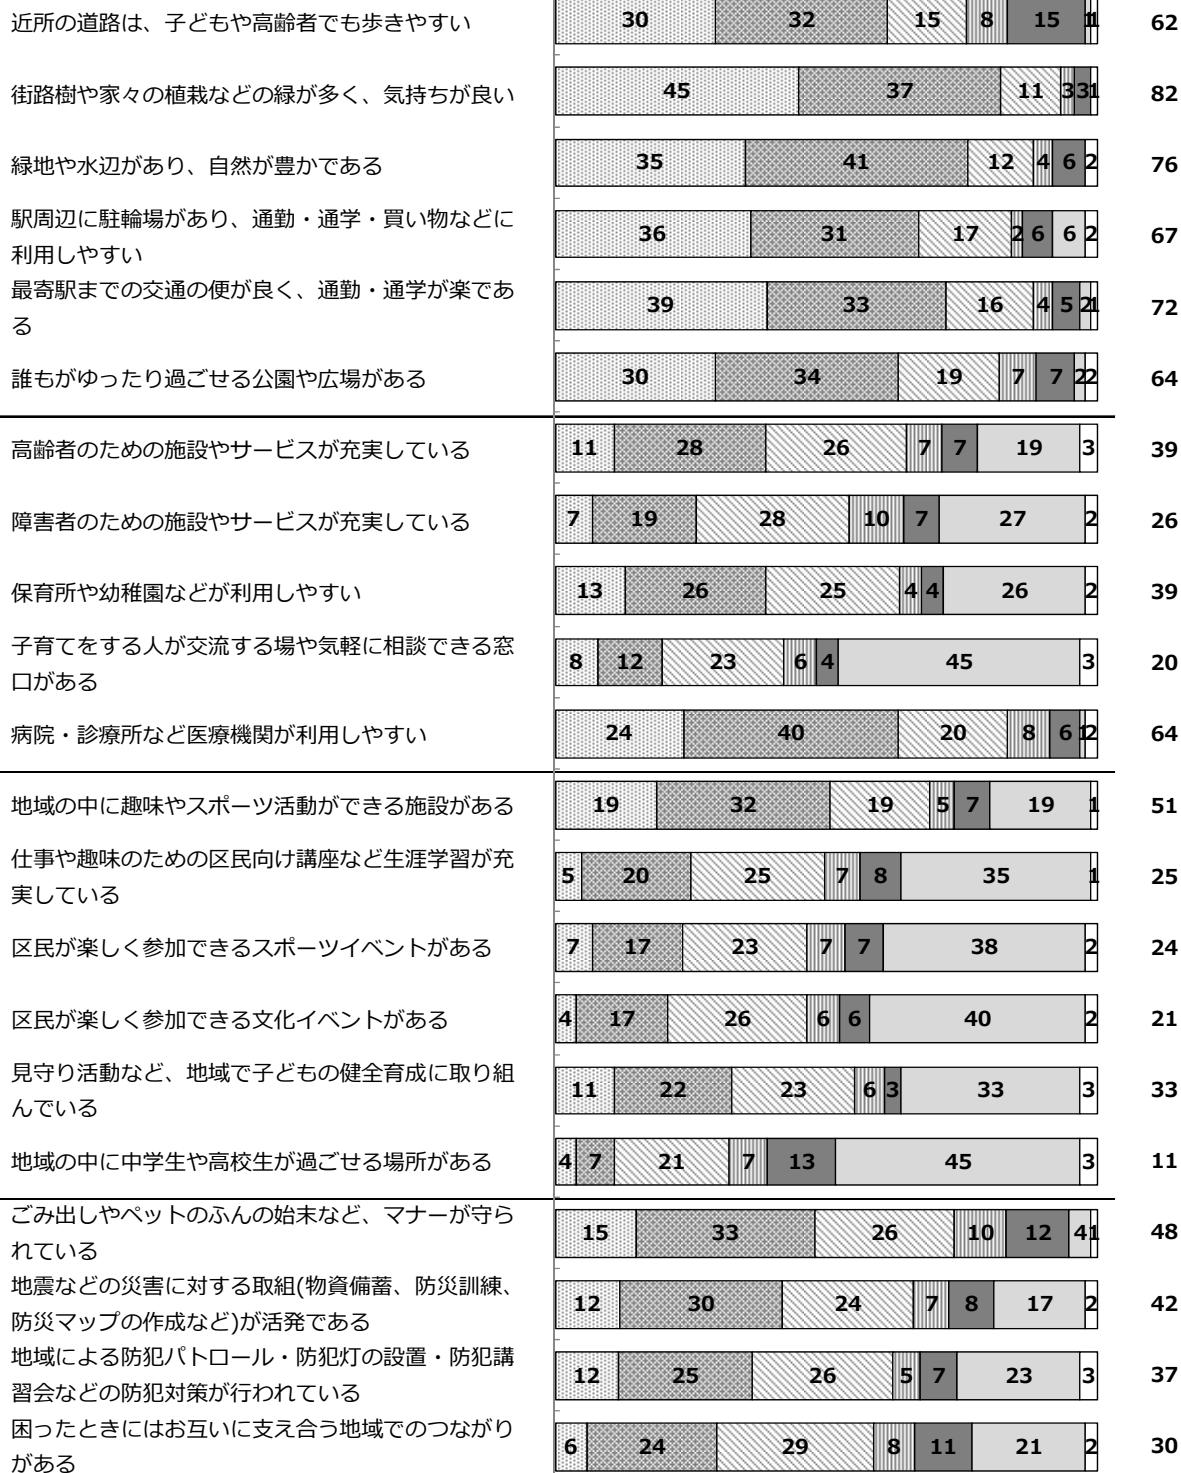 近所の道路は、子どもや高齢者でも歩きやすい 30 32 15 8 15 1 1 62
街路樹や家々の植栽などの緑が多く、気持ちが良い 45 37 11 3 3 1 82
緑地や水辺があり、自然が豊かである 35 41 12 4 6 2 76
駅周辺に駐輪場があり、通勤・通学・買い物などに
利用しやすい
36 31 17 2 6 6 2 67
最寄駅までの交通の便が良く、通勤・通学が楽であ
る
39 33 16 4 5 2 1 72
誰もがゆったり過ごせる公園や広場がある 30 34 19 7 7 2 2 64
高齢者のための施設やサービスが充実している 11 28 26 7 7 19 3 39
障害者のための施設やサービスが充実している 7 19 28 10 7 27 2 26
保育所や幼稚園などが利用しやすい 13 26 25 4 4 26 2 39
子育てをする人が交流する場や気軽に相談できる窓
口がある
8 12 23 6 4 45 3 20
病院・診療所など医療機関が利用しやすい 24 40 20 8 6 1 2 64
地域の中に趣味やスポーツ活動ができる施設がある 19 32 19 5 7 19 1 51
仕事や趣味のための区民向け講座など生涯学習が充
実している
5 20 25 7 8 35 1 25
区民が楽しく参加できるスポーツイベントがある 7 17 23 7 7 38 2 24
区民が楽しく参加できる文化イベントがある 4 17 26 6 6 40 2 21
見守り活動など、地域で子どもの健全育成に取り組
んでいる
11 22 23 6 3 33 3 33
地域の中に中学生や高校生が過ごせる場所がある 4 7 21 7 13 45 3 11
ごみ出しやペットのふんの始末など、マナーが守ら
れている
15 33 26 10 12 4 1 48
地震などの災害に対する取組(物資備蓄、防災訓練、
防災マップの作成など)が活発である
12 30 24 7 8 17 2 42
地域による防犯パトロール・防犯灯の設置・防犯講
習会などの防犯対策が行われている
12 25 26 5 7 23 3 37
困ったときにはお互いに支え合う地域でのつながり
がある
6 24 29 8 11 21 2 30